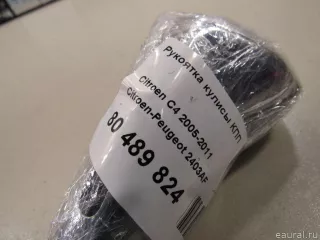 Рукоятка кулисы КПП
Citroen C4 2005-2011
Citroen-Peugeot 2403AF
80 489 824
eaural.ru